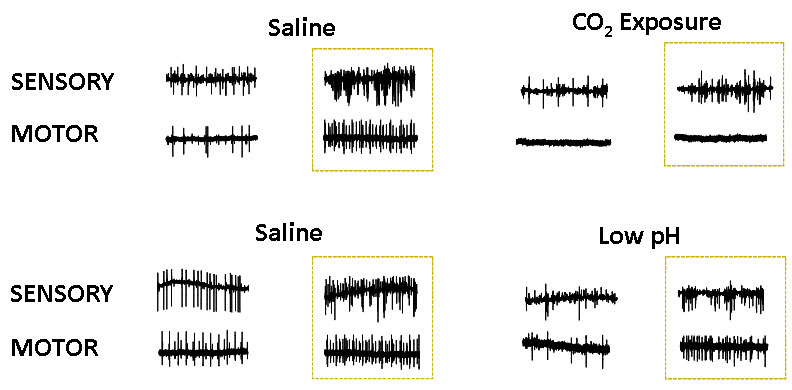 Saline
CO₂ Exposure
SENSORY
MOTOR
Saline
Low pH
SENSORY
MOTOR